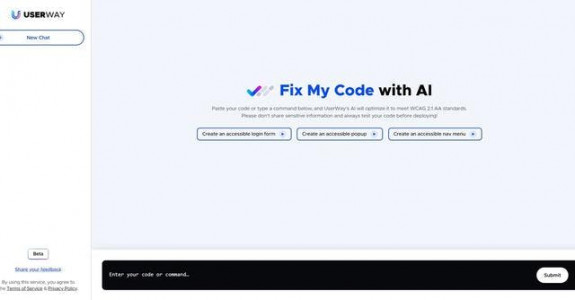 USERWAY
New Chat
Fix My Code with AI
Paste your code or type a command below, and UserWay's AI will optimize it to meet WCAG 2.1 AA standards.
Please don't share sensitive information and always test your code before deploying!
Create an accessible login form
Create an accessible popup
Create an accessible nav menu
Beta
Share your feedback
By using this service, you agree to
the Terms of Service & Privacy Policy.
Enter your code or command…
Submit